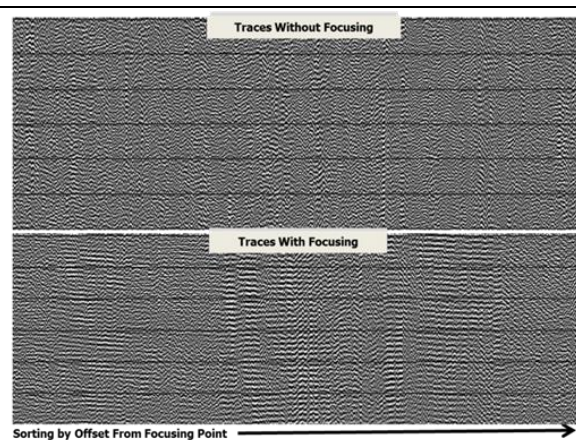 Traces Without Focusing
Traces With Focusing
Sorting by Offset From Focusing Point